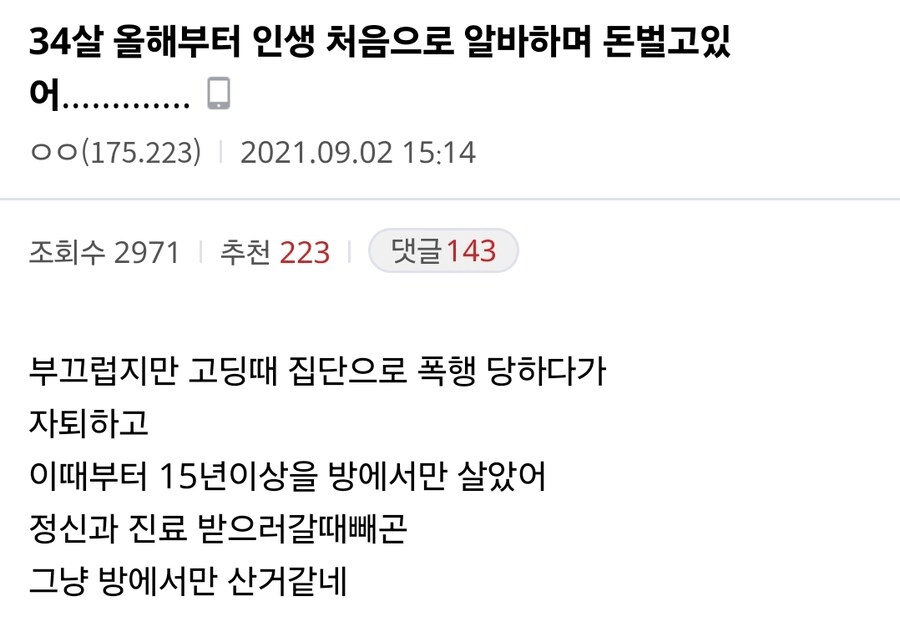 34살 올해부터 인생 처음으로 알바하며 돈벌고있
어.............
ㅇㅇ(175.223) | 2021.09.02 15:14
조회수 2971 | 추천 223 | 댓글 143
부끄럽지만 고딩때 집단으로 폭행 당하다가
자퇴하고
이때부터 15년이상을 방에서만 살았어
정신과 진료 받으러갈때빼곤
그냥 방에서만 산거같네